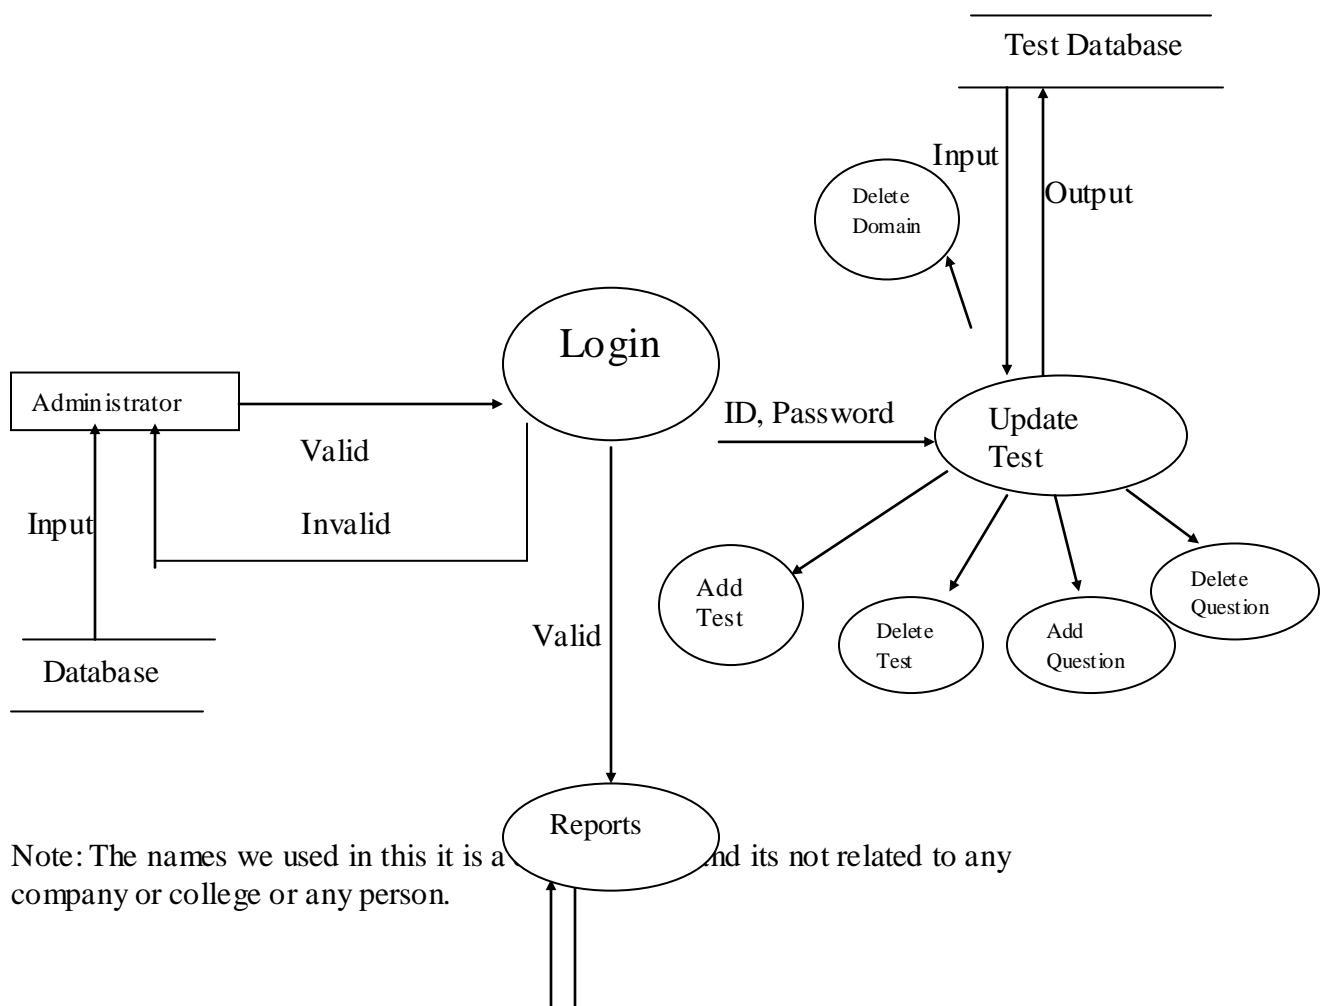 Test Database
Input
Output
Delete
Domain
Login
Administrator
ID, Password
Update
Test
Valid
Input
Invalid
Add
Test
Delete
Test
Add
Question
Delete
Question
Valid
Database
Reports
Note: The names we used in this it is a nd its not related to any
company or college or any person.